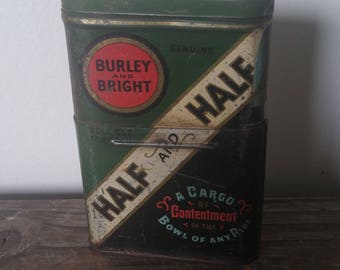 GENUINE
BURLEY
AND
BRIGHT
HALF AND HALF
A CARGO
OF
Contentment
IN THE
BOWL OF ANY PIPE